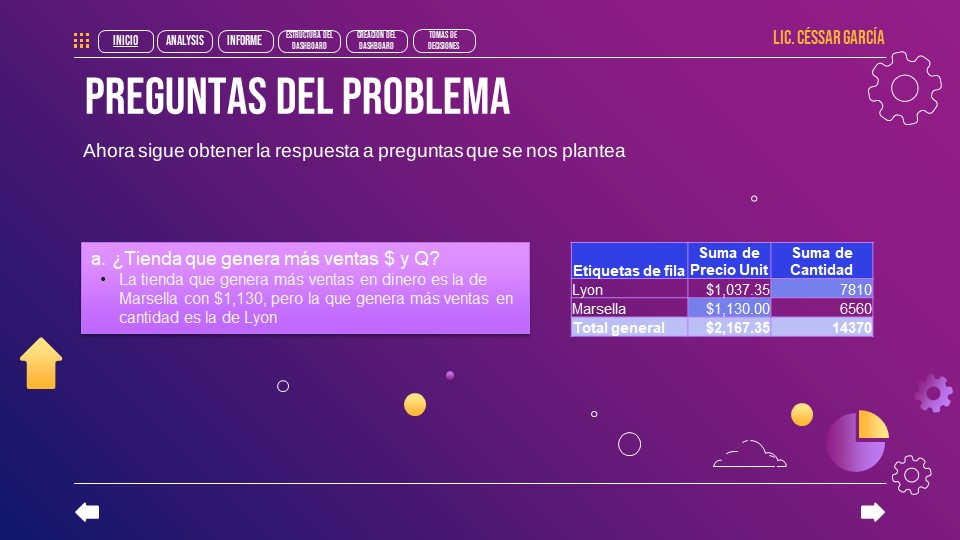 INICIO
ANALYSIS
INFORME
ESTRUCTURA DEL
DASHBOARD
CREACION DEL
DASHBOARD
TOMAS DE
DECISIONES
LIC. CÉSSAR GARCÍA
PREGUNTAS DEL PROBLEMA
Ahora sigue obtener la respuesta a preguntas que se nos plantea
a. ¿Tienda que genera más ventas $ y Q?
• La tienda que genera más ventas en dinero es la de
Marsella con $1,130, pero la que genera más ventas en
cantidad es la de Lyon
Etiquetas de fila Suma de Precio Unit Suma de Cantidad
Lyon $1,037.35 7810
Marsella $1,130.00 6560
Total general $2,167.35 14370